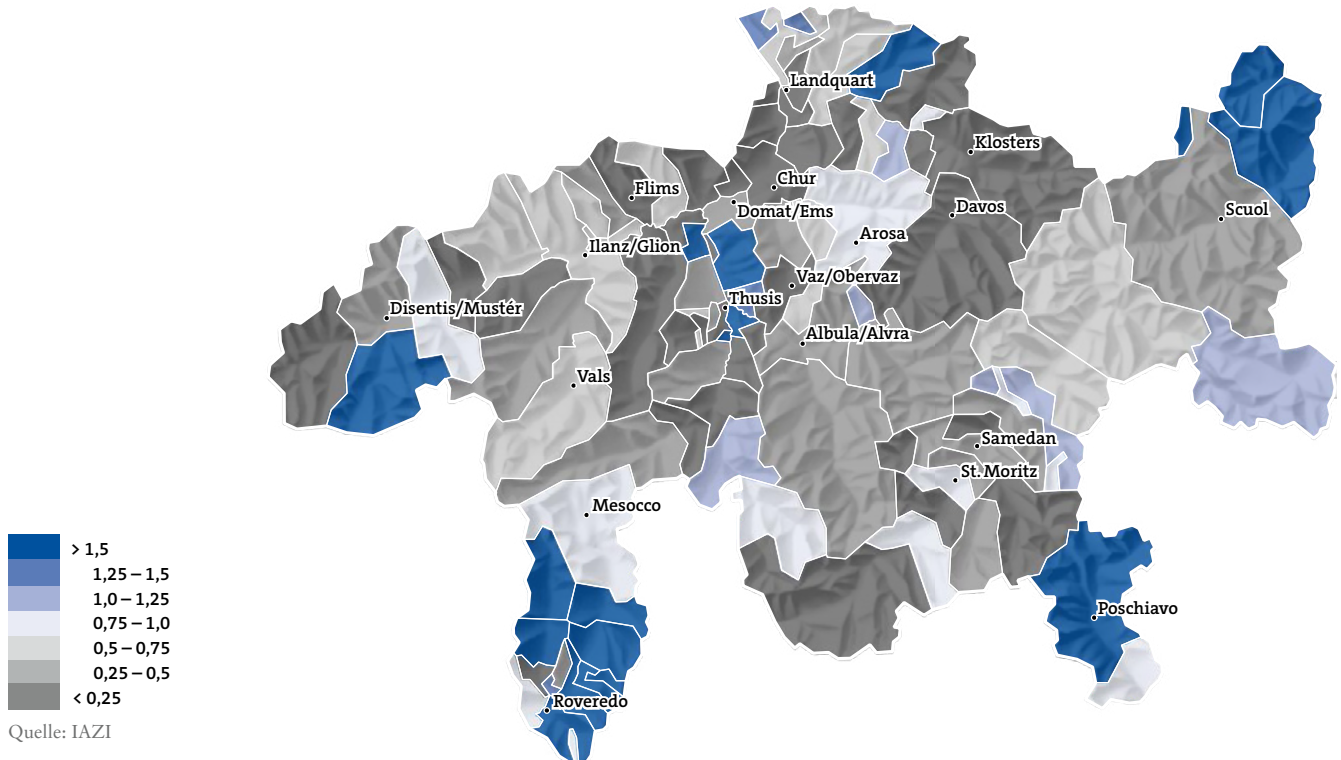 Landquart
Klosters
Chur
Flims
Domat/Ems
Davos
Scuol
Arosa
Ilanz/Glion
Vaz/Obervaz
Thusis
Disentis/Mustér
Albula/Alvra
Vals
Samedan
St. Moritz
Mesocco
Poschiavo
Roveredo
> 1,5
1,25 – 1,5
1,0 – 1,25
0,75 – 1,0
0,5 – 0,75
0,25 – 0,5
< 0,25
Quelle: IAZI